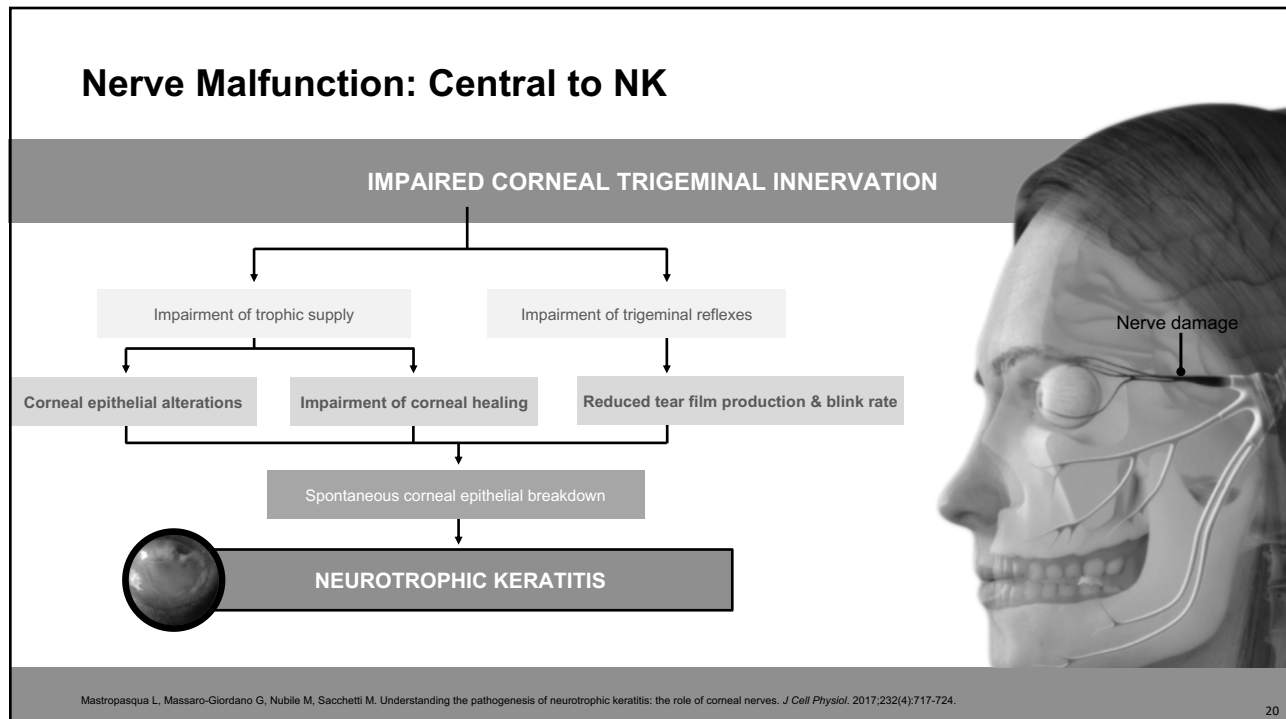 Nerve Malfunction: Central to NK
IMPAIRED CORNEAL TRIGEMINAL INNERVATION
Impairment of trophic supply
Impairment of trigeminal reflexes
Nerve damage
Corneal epithelial alterations
Impairment of corneal healing
Reduced tear film production & blink rate
Spontaneous corneal epithelial breakdown
NEUROTROPHIC KERATITIS
Mastropasqua L, Massaro-Giordano G, Nubile M, Sacchetti M. Understanding the pathogenesis of neurotrophic keratitis: the role of corneal nerves. J Cell Physiol. 2017;232(4):717-724.
20